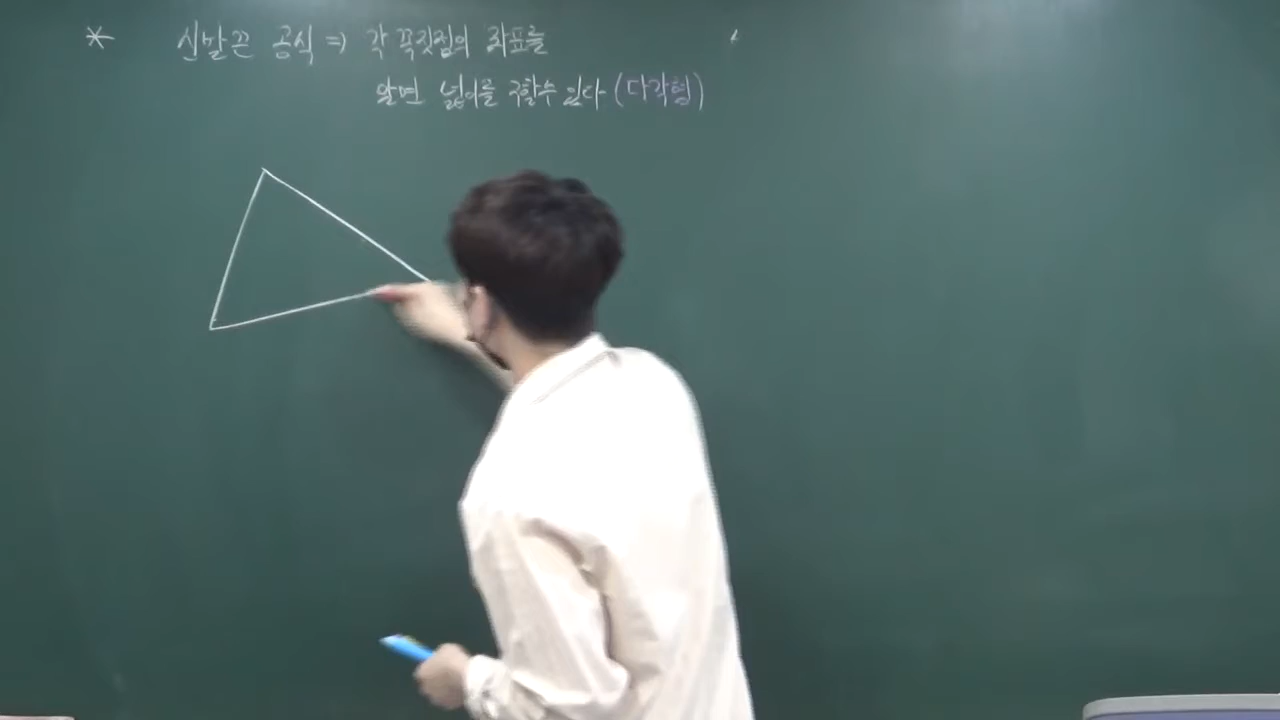 * 신발끈 공식 ⇒ 각 꼭짓점의 좌표를
알면 넓이를 구할수 있다 (다각형)